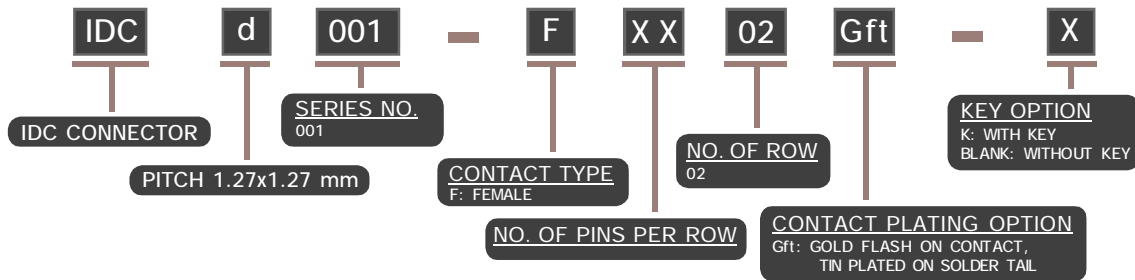 IDC d 001 - F X X 02 Gft - X
IDC CONNECTOR
PITCH 1.27x1.27 mm
SERIES NO.
001
CONTACT TYPE
F: FEMALE
NO. OF PINS PER ROW
NO. OF ROW
02
CONTACT PLATING OPTION
Gft: GOLD FLASH ON CONTACT,
TIN PLATED ON SOLDER TAIL
KEY OPTION
K: WITH KEY
BLANK: WITHOUT KEY